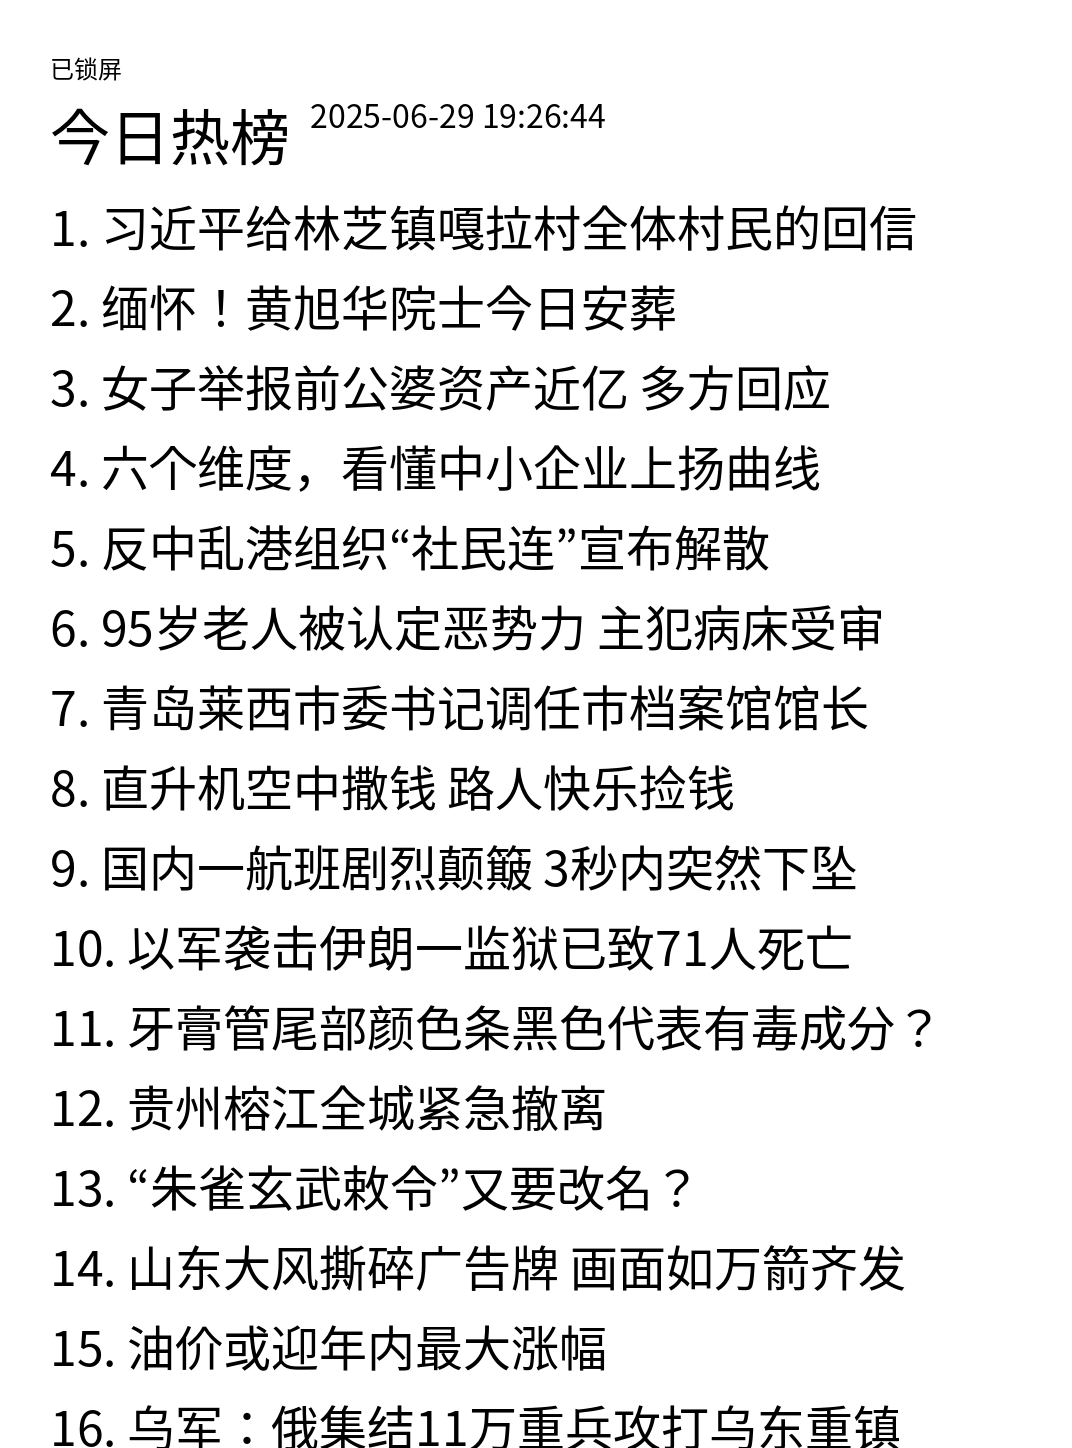 已锁屏
今日热榜 2025-06-29 19:26:44
1. 习近平给林芝镇嘎拉村全体村民的回信
2. 缅怀！黄旭华院士今日安葬
3. 女子举报前公婆资产近亿 多方回应
4. 六个维度，看懂中小企业上扬曲线
5. 反中乱港组织“社民连”宣布解散
6. 95岁老人被认定恶势力 主犯病床受审
7. 青岛莱西市委书记调任市档案馆馆长
8. 直升机空中撒钱 路人快乐捡钱
9. 国内一航班剧烈颠簸 3秒内突然下坠
10. 以军袭击伊朗一监狱已致71人死亡
11. 牙膏管尾部颜色条黑色代表有毒成分？
12. 贵州榕江全城紧急撤离
13. “朱雀玄武敕令”又要改名？
14. 山东大风撕碎广告牌 画面如万箭齐发
15. 油价或迎年内最大涨幅
16. 乌军：俄集结11万重兵攻打乌东重镇